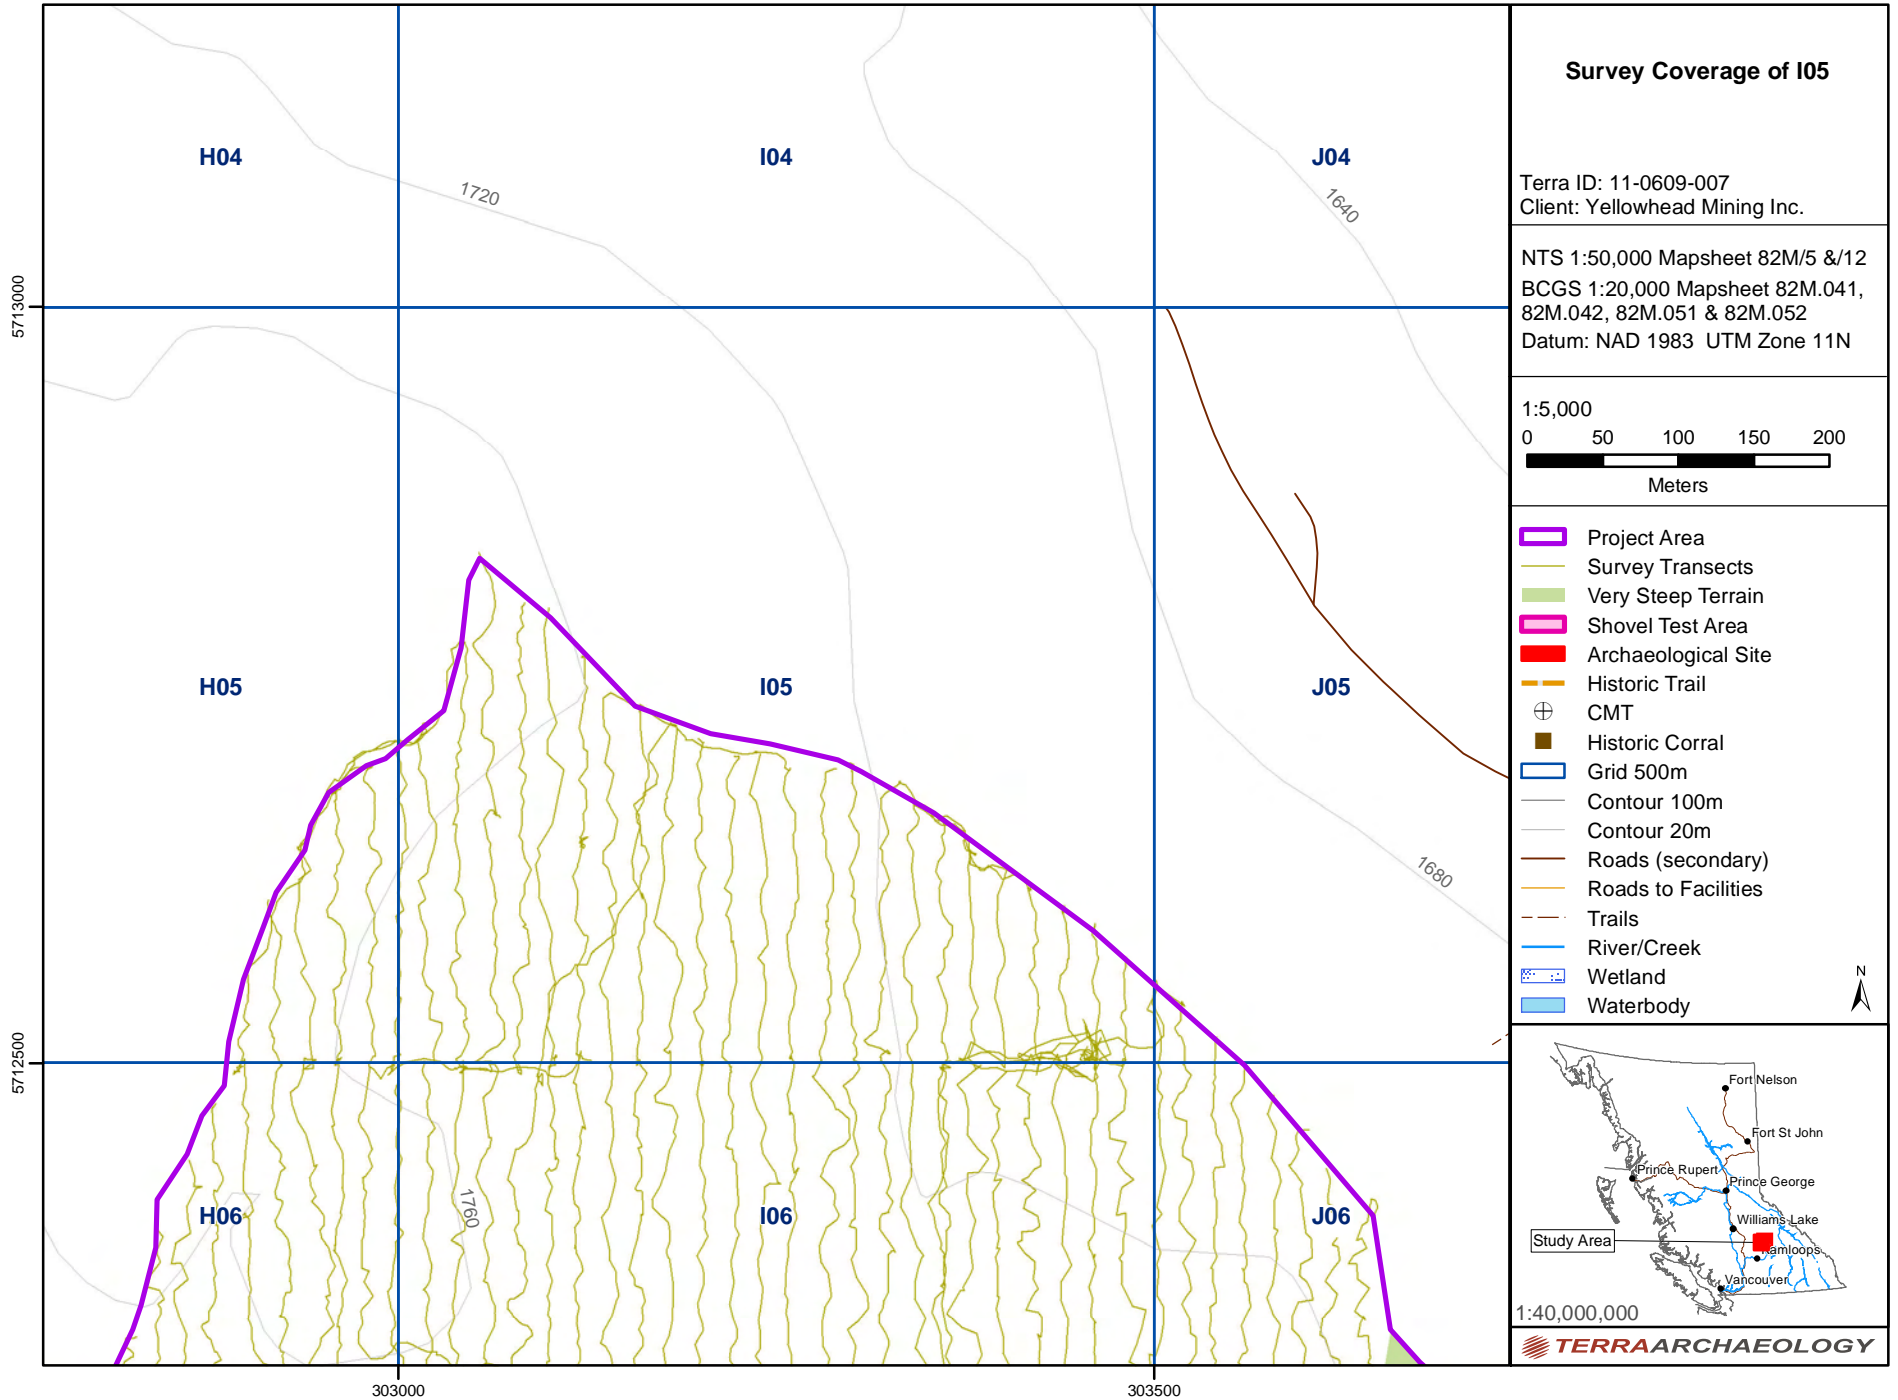 H04
I04
J04
1720
1640
5713000
H05
I05
J05
1680
5712500
1760
H06
I06
J06
303000
303500
Survey Coverage of I05
Terra ID: 11-0609-007
Client: Yellowhead Mining Inc.
NTS 1:50,000 Mapsheet 82M/5 &/12
BCGS 1:20,000 Mapsheet 82M.041,
82M.042, 82M.051 & 82M.052
Datum: NAD 1983 UTM Zone 11N
1:5,000
0 50 100 150 200
Meters
Project Area
Survey Transects
Very Steep Terrain
Shovel Test Area
Archaeological Site
Historic Trail
CMT
Historic Corral
Grid 500m
Contour 100m
Contour 20m
Roads (secondary)
Roads to Facilities
Trails
River/Creek
Wetland
Waterbody
N
Fort Nelson
Fort St John
Prince Rupert
Prince George
Williams Lake
Study Area
Kamloops
Vancouver
1:40,000,000
TERRAARCHAEOLOGY